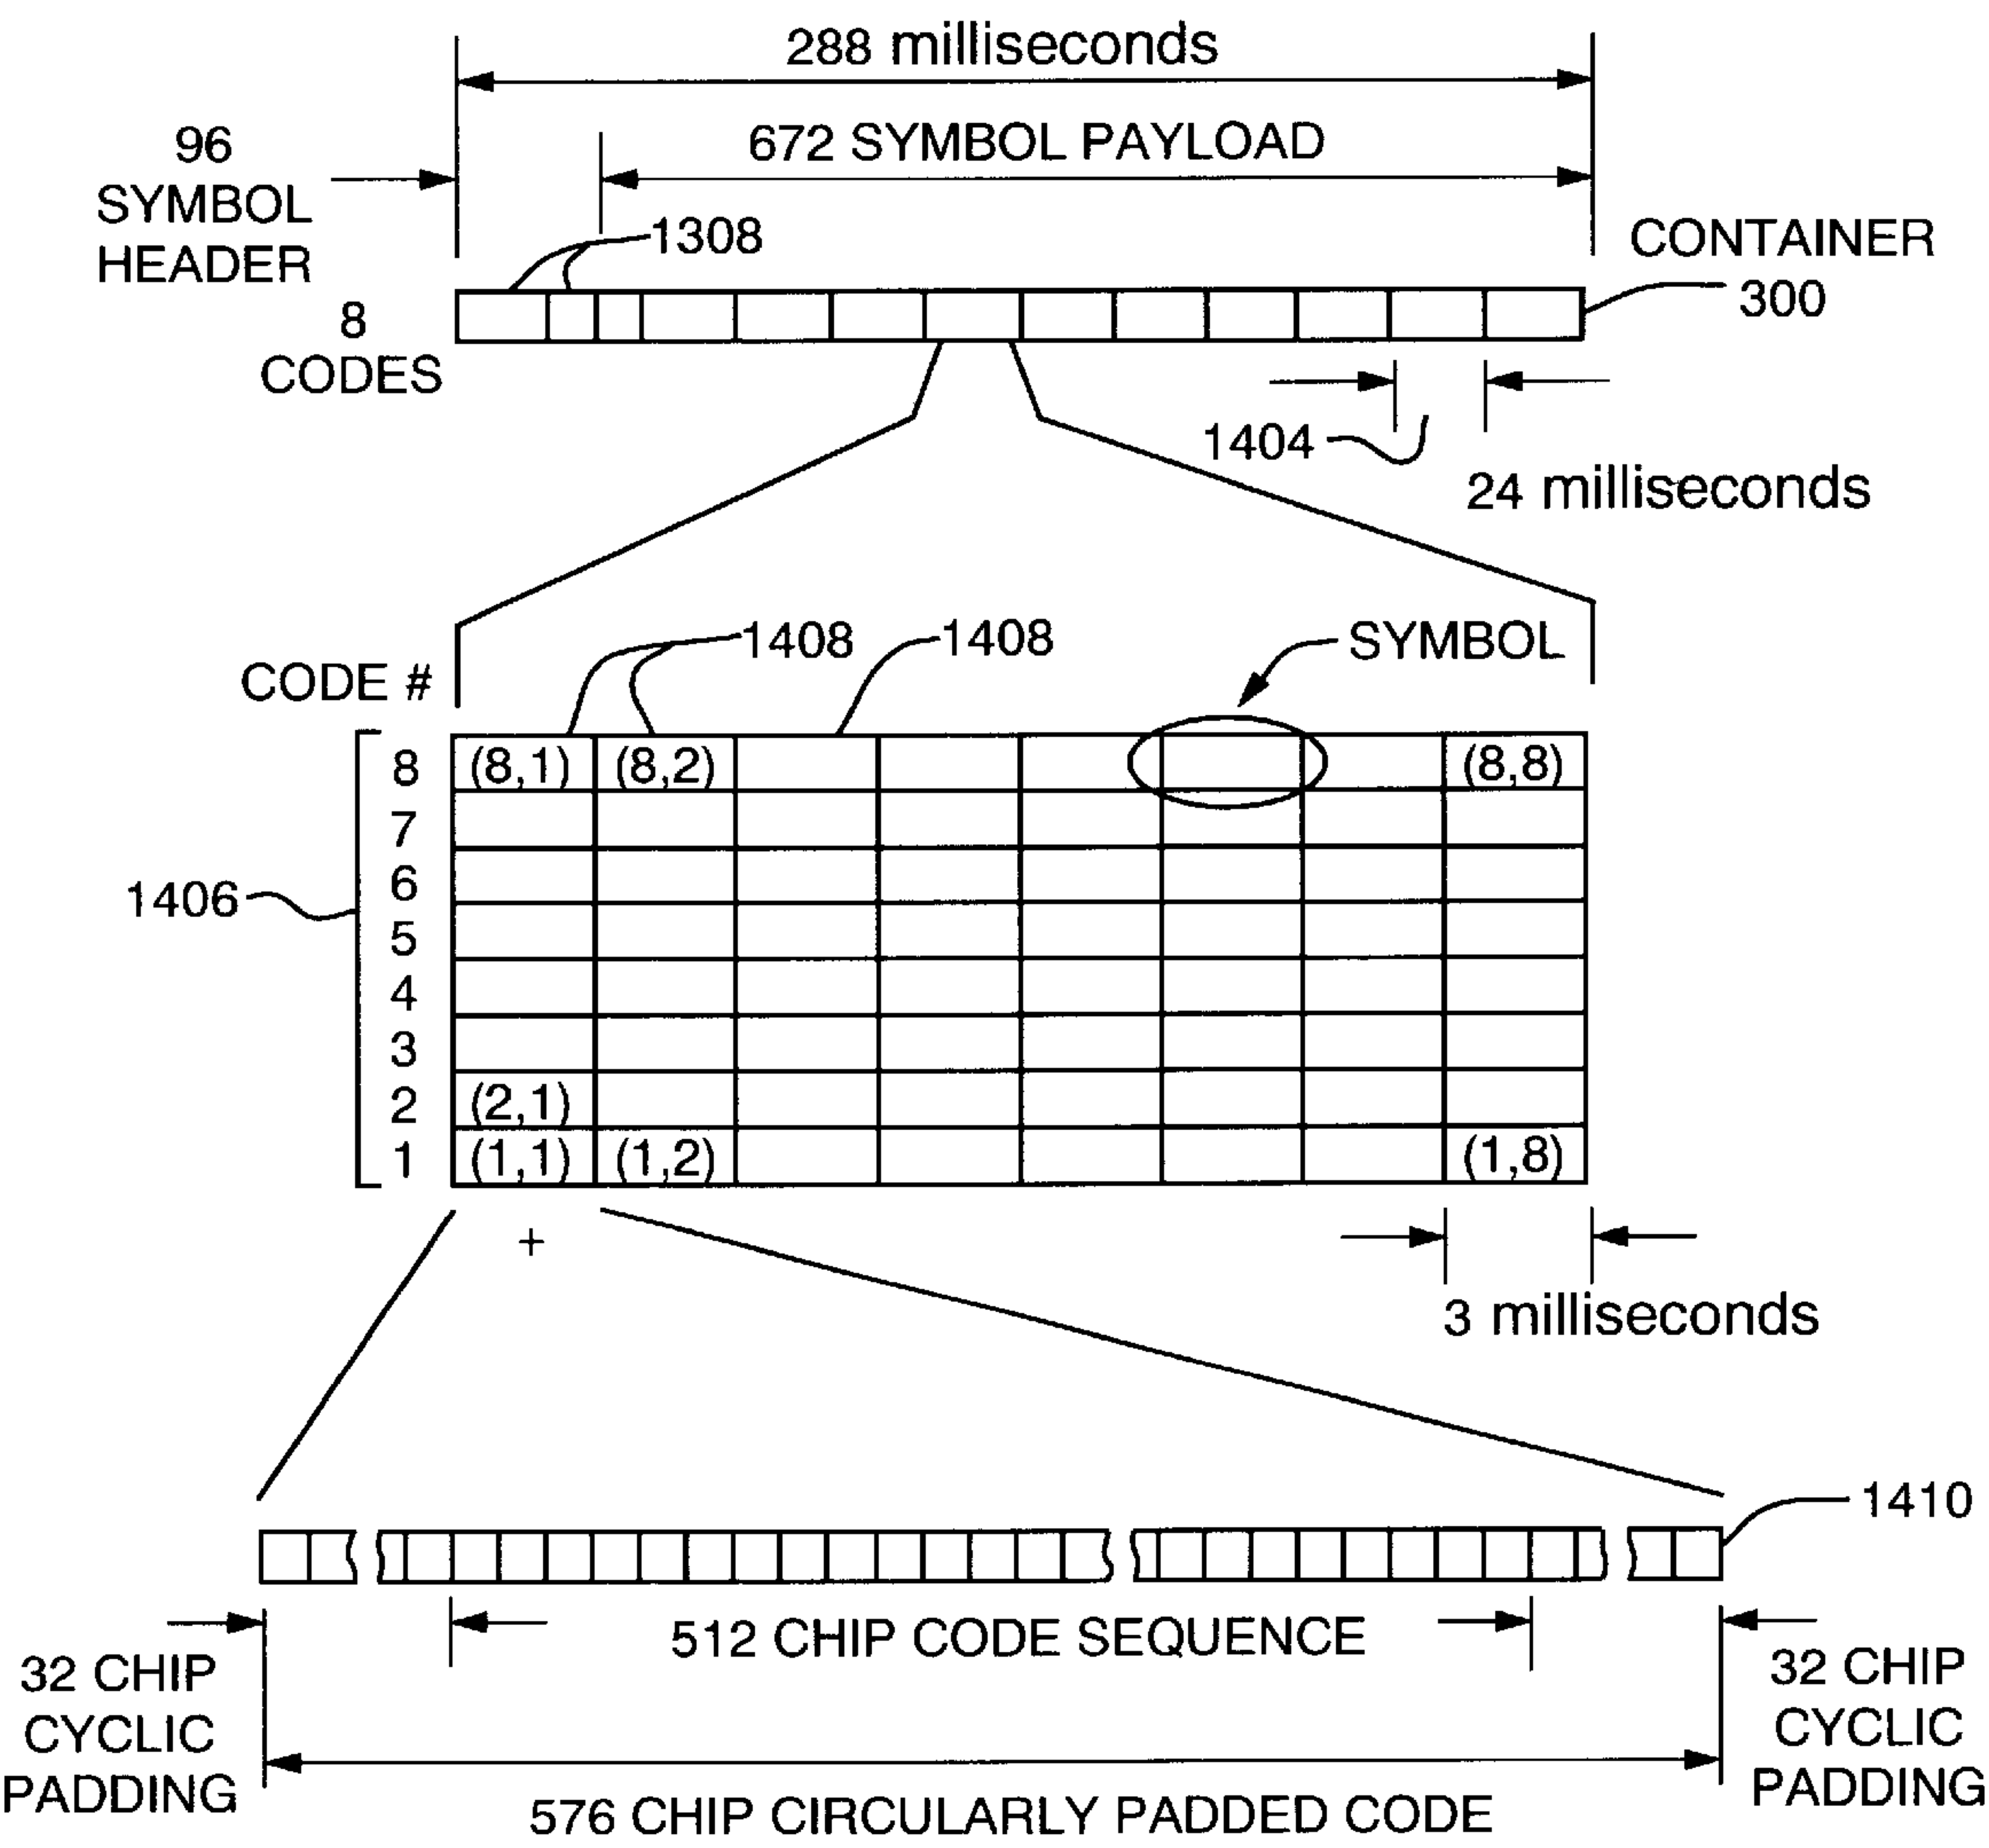 288 milliseconds
96
SYMBOL
HEADER
672 SYMBOL PAYLOAD
1308
CONTAINER
300
8
CODES
1404
24 milliseconds
CODE #
1408
1408
SYMBOL
8 (8,1) (8,2) (8,8)
7
6
1406
5
4
3
2 (2,1)
1 (1,1) (1,2) (1,8)
+
3 milliseconds
1410
512 CHIP CODE SEQUENCE
32 CHIP
CYCLIC
PADDING
32 CHIP
CYCLIC
PADDING
576 CHIP CIRCULARLY PADDED CODE